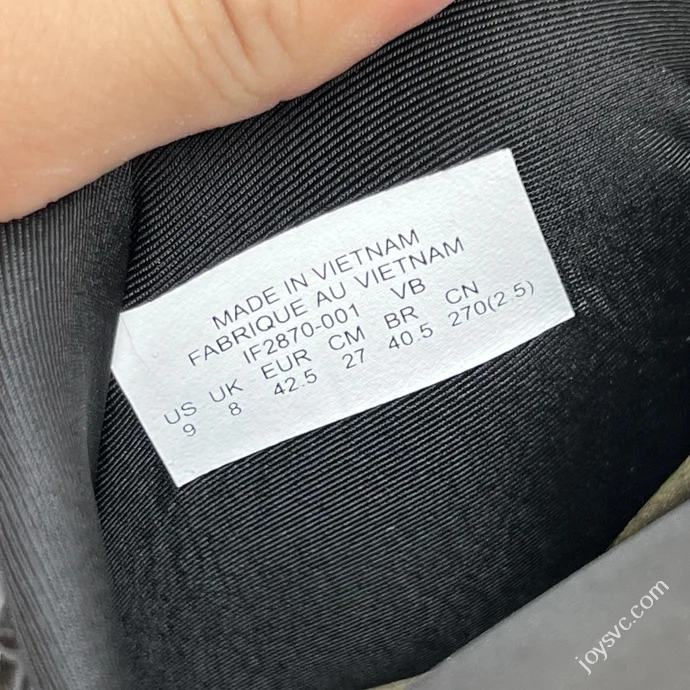 MADE IN VIETNAM
FABRIQUE AU VIETNAM
IF2870-001 VB
US UK EUR CM BR CN
9 8 42.5 27 40.5 270(2 5)
joysvc.com